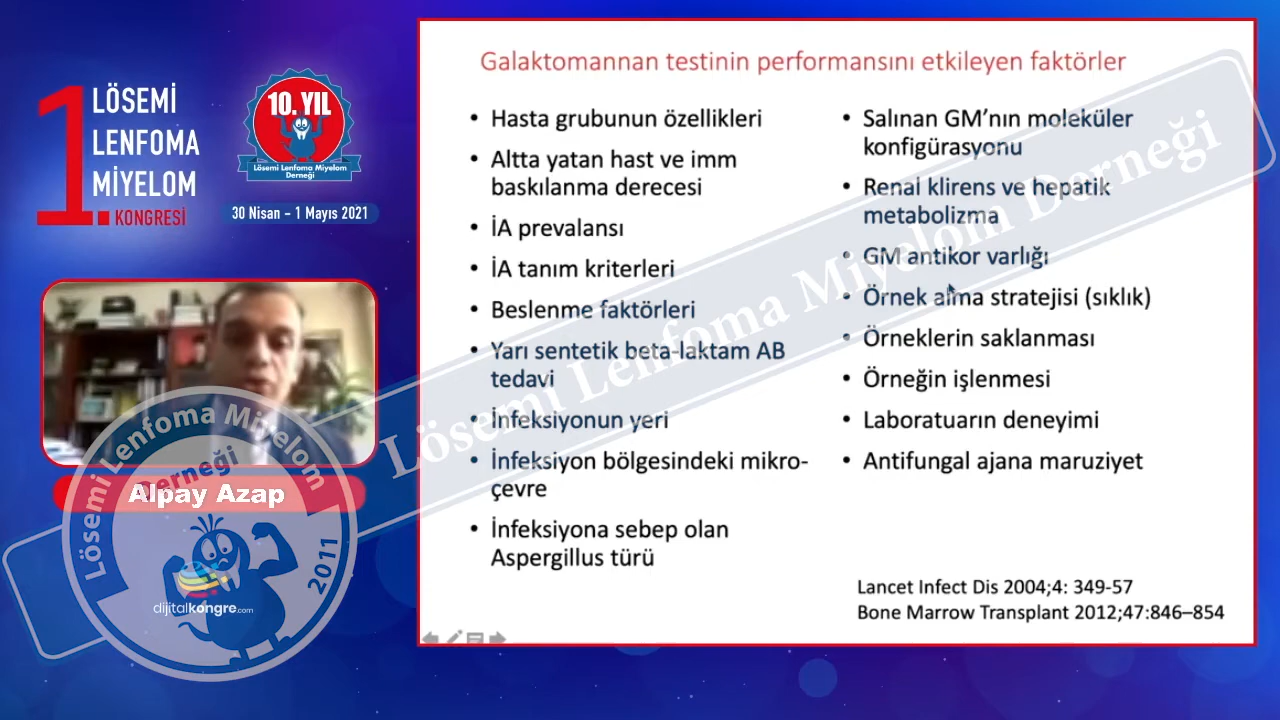 1.
LÖSEMİ
LENFOMA
MİYELOM
KONGRESİ
10. YIL
Lösemi Lenfoma Miyelom
Derneği
30 Nisan - 1 Mayıs 2021
Galaktomannan testinin performansını etkileyen faktörler
• Hasta grubunun özellikleri
• Altta yatan hast ve imm
baskılanma derecesi
• İA prevalansı
• İA tanım kriterleri
• Beslenme faktörleri
• Yarı sentetik beta-laktam AB
tedavi
• İnfeksiyonun yeri
• İnfeksiyon bölgesindeki mikro-
çevre
• İnfeksiyona sebep olan
Aspergillus türü
• Salınan GM’nın moleküler
konfigürasyonu
• Renal klirens ve hepatik
metabolizma
• GM antikor varlığı
• Örnek alma stratejisi (sıklık)
• Örneklerin saklanması
• Örneğin işlenmesi
• Laboratuarın deneyimi
• Antifungal ajana maruziyet
Lancet Infect Dis 2004;4: 349-57
Bone Marrow Transplant 2012;47:846–854
Alpay Azap
Lösemi Lenfoma Miyelom
Derneği
2011
dijitalkongre.com
Lösemi Lenfoma Miyelom Derneği